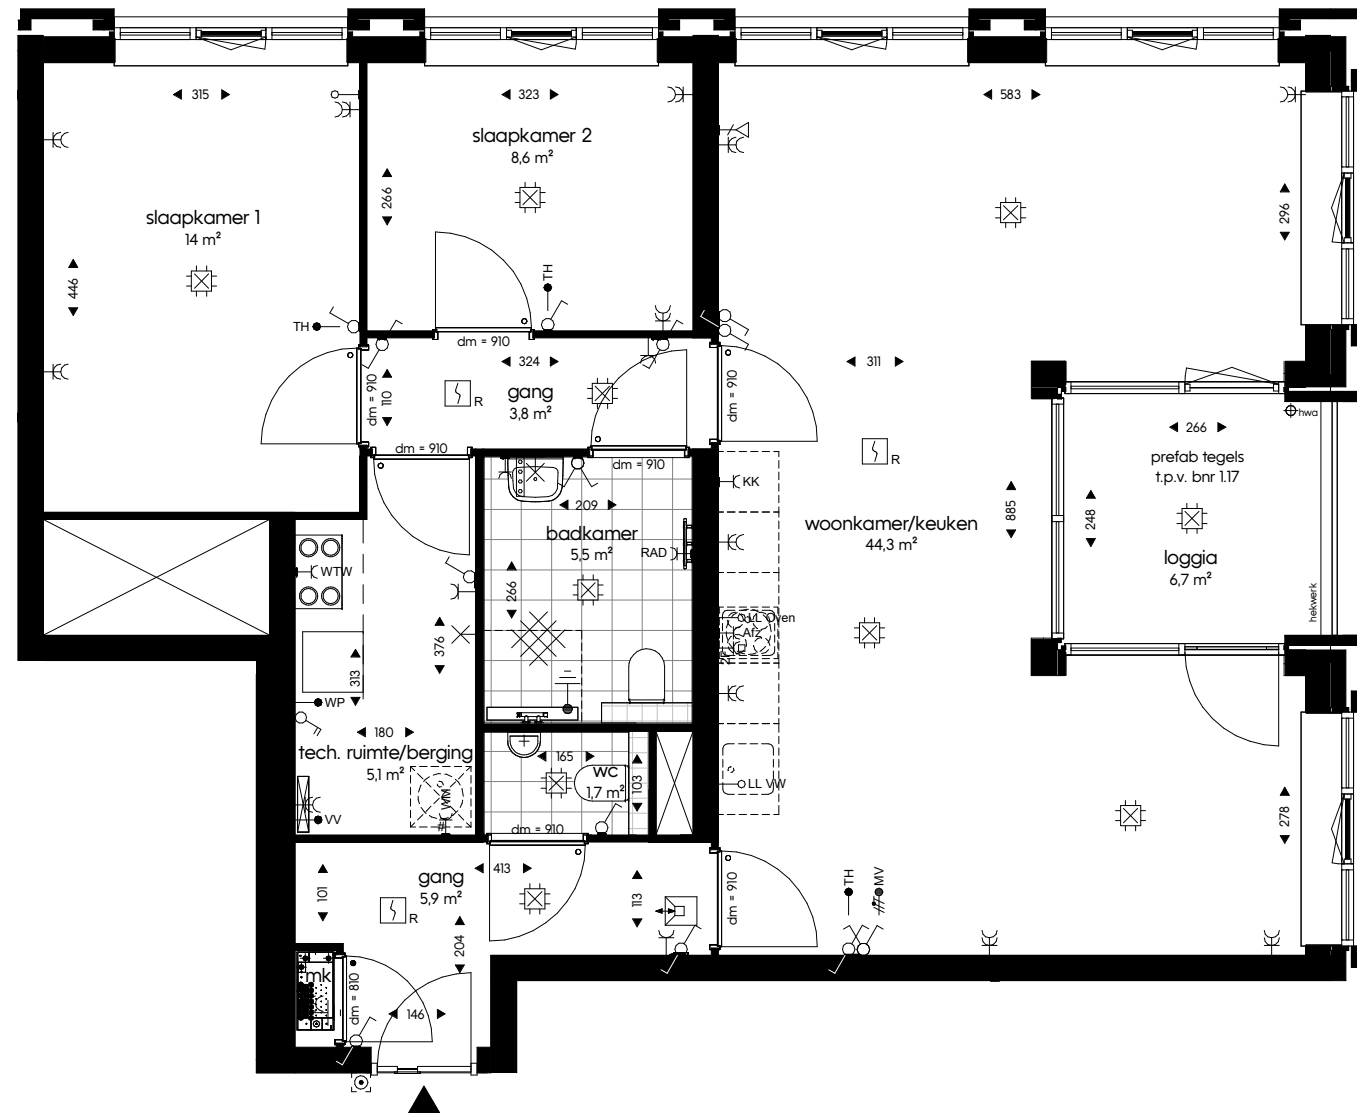 315
323
583
slaapkamer 2
8,6 m²
266
296
slaapkamer 1
14 m²
446
TH
TH
dm = 910
324
311
gang
3,8 m²
R
110
dm = 910
dm = 910
hwa
266
prefab tegels
t.p.v. bnr 1.17
dm = 910
dm = 910
R
KK
209
badkamer
5,5 m²
RAD
woonkamer/keuken
44,3 m²
885
248
loggia
6,7 m²
hekwerk
WTW
266
376
313
LL Oven
Afz
WP
180
tech. ruimte/berging
5,1 m²
165
wc
1,7 m²
103
LL VW
WM
VV
dm = 910
278
gang
5,9 m²
413
101
R
113
204
dm = 910
TH
MV
mk
dm = 810
146